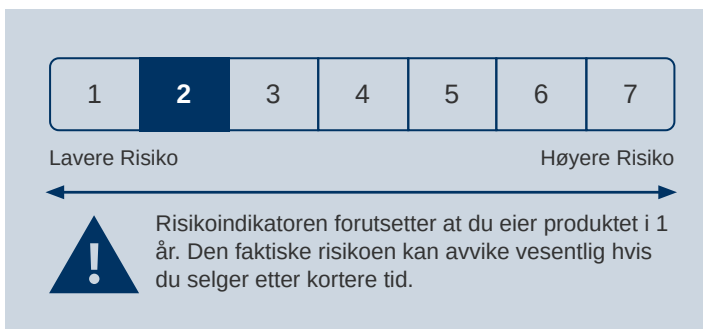 1 2 3 4 5 6 7
Lavere Risiko Høyere Risiko
Risikoindikatoren forutsetter at du eier produktet i 1
år. Den faktiske risikoen kan avvike vesentlig hvis
du selger etter kortere tid.
!